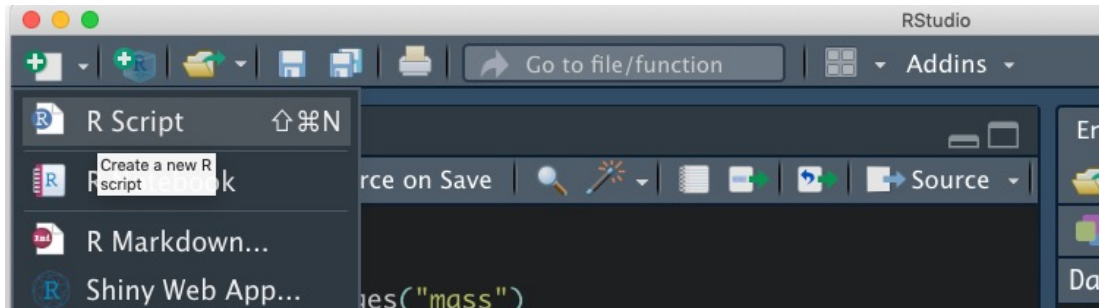 RStudio
Go to file/function
Addins
R Script ⇧⌘N
Create a new R
script
R
k
rce on Save
Source
R Markdown...
Shiny Web App...
ges("mass")
En
Da